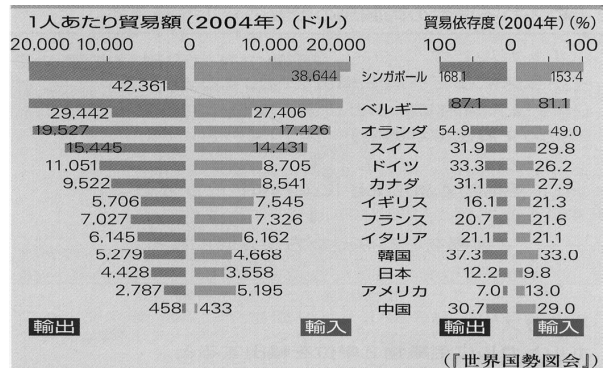 1人あたり貿易額(2004年)(ドル) 貿易依存度(2004年)(%)
20,000 10,000 0 0 10,000 20,000 100 0 0 100
42,361 38,644 シンガポール 168.1 153.4
29,442 27,406 ベルギー 87.1 81.1
19,527 17,426 オランダ 54.9 49.0
15,445 14,431 スイス 31.9 29.8
11,051 8,705 ドイツ 33.3 26.2
9,522 8,541 カナダ 31.1 27.9
5,706 7,545 イギリス 16.1 21.3
7,027 7,326 フランス 20.7 21.6
6,145 6,162 イタリア 21.1 21.1
5,279 4,668 韓国 37.3 33.0
4,428 3,558 日本 12.2 9.8
2,787 5,195 アメリカ 7.0 13.0
458 433 中国 30.7 29.0
輸出 輸入 輸出 輸入
(『世界国勢図会』)